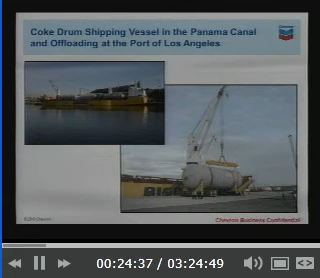 Coke Drum Shipping Vessel in the Panama Canal
and Offloading at the Port of Los Angeles
Chevron Business Confidential
00:24:37 / 03:24:49